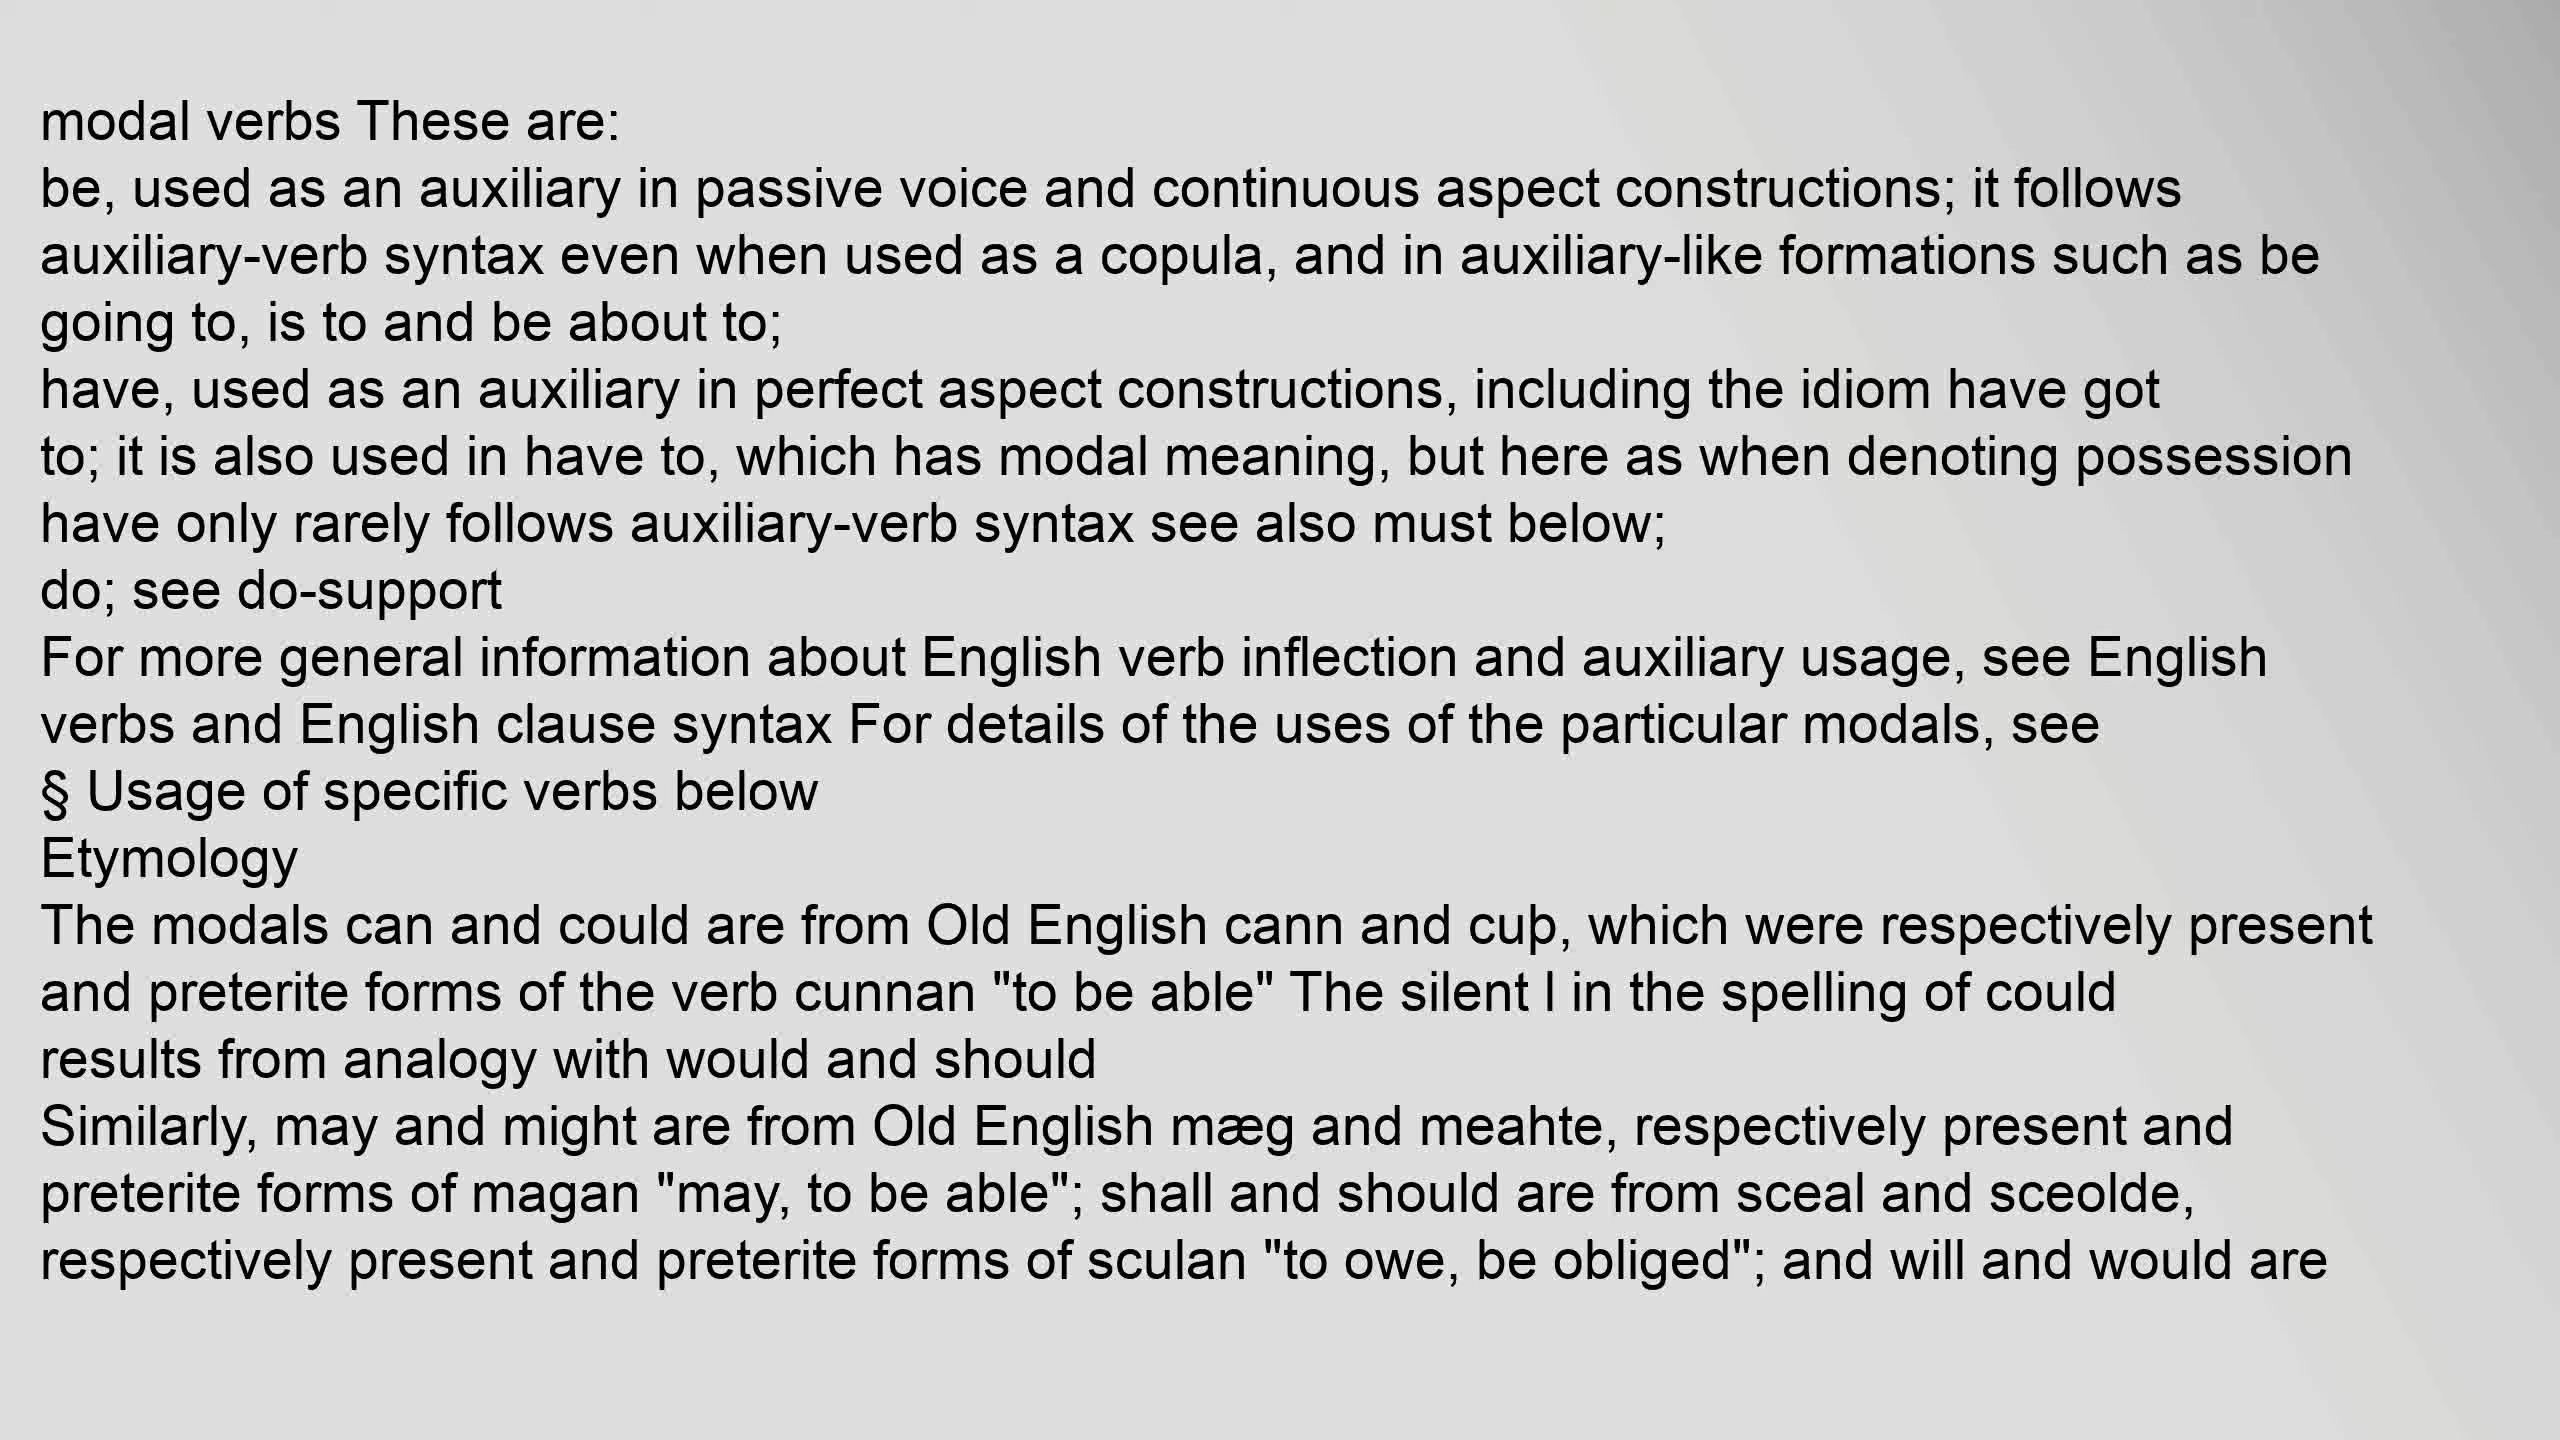 modal verbs These are:
be, used as an auxiliary in passive voice and continuous aspect constructions; it follows
auxiliary-verb syntax even when used as a copula, and in auxiliary-like formations such as be
going to, is to and be about to;
have, used as an auxiliary in perfect aspect constructions, including the idiom have got
to; it is also used in have to, which has modal meaning, but here as when denoting possession
have only rarely follows auxiliary-verb syntax see also must below;
do; see do-support
For more general information about English verb inflection and auxiliary usage, see English
verbs and English clause syntax For details of the uses of the particular modals, see
§ Usage of specific verbs below
Etymology
The modals can and could are from Old English cann and cuþ, which were respectively present
and preterite forms of the verb cunnan "to be able" The silent l in the spelling of could
results from analogy with would and should
Similarly, may and might are from Old English mæg and meahte, respectively present and
preterite forms of magan "may, to be able"; shall and should are from sceal and sceolde,
respectively present and preterite forms of sculan "to owe, be obliged"; and will and would are